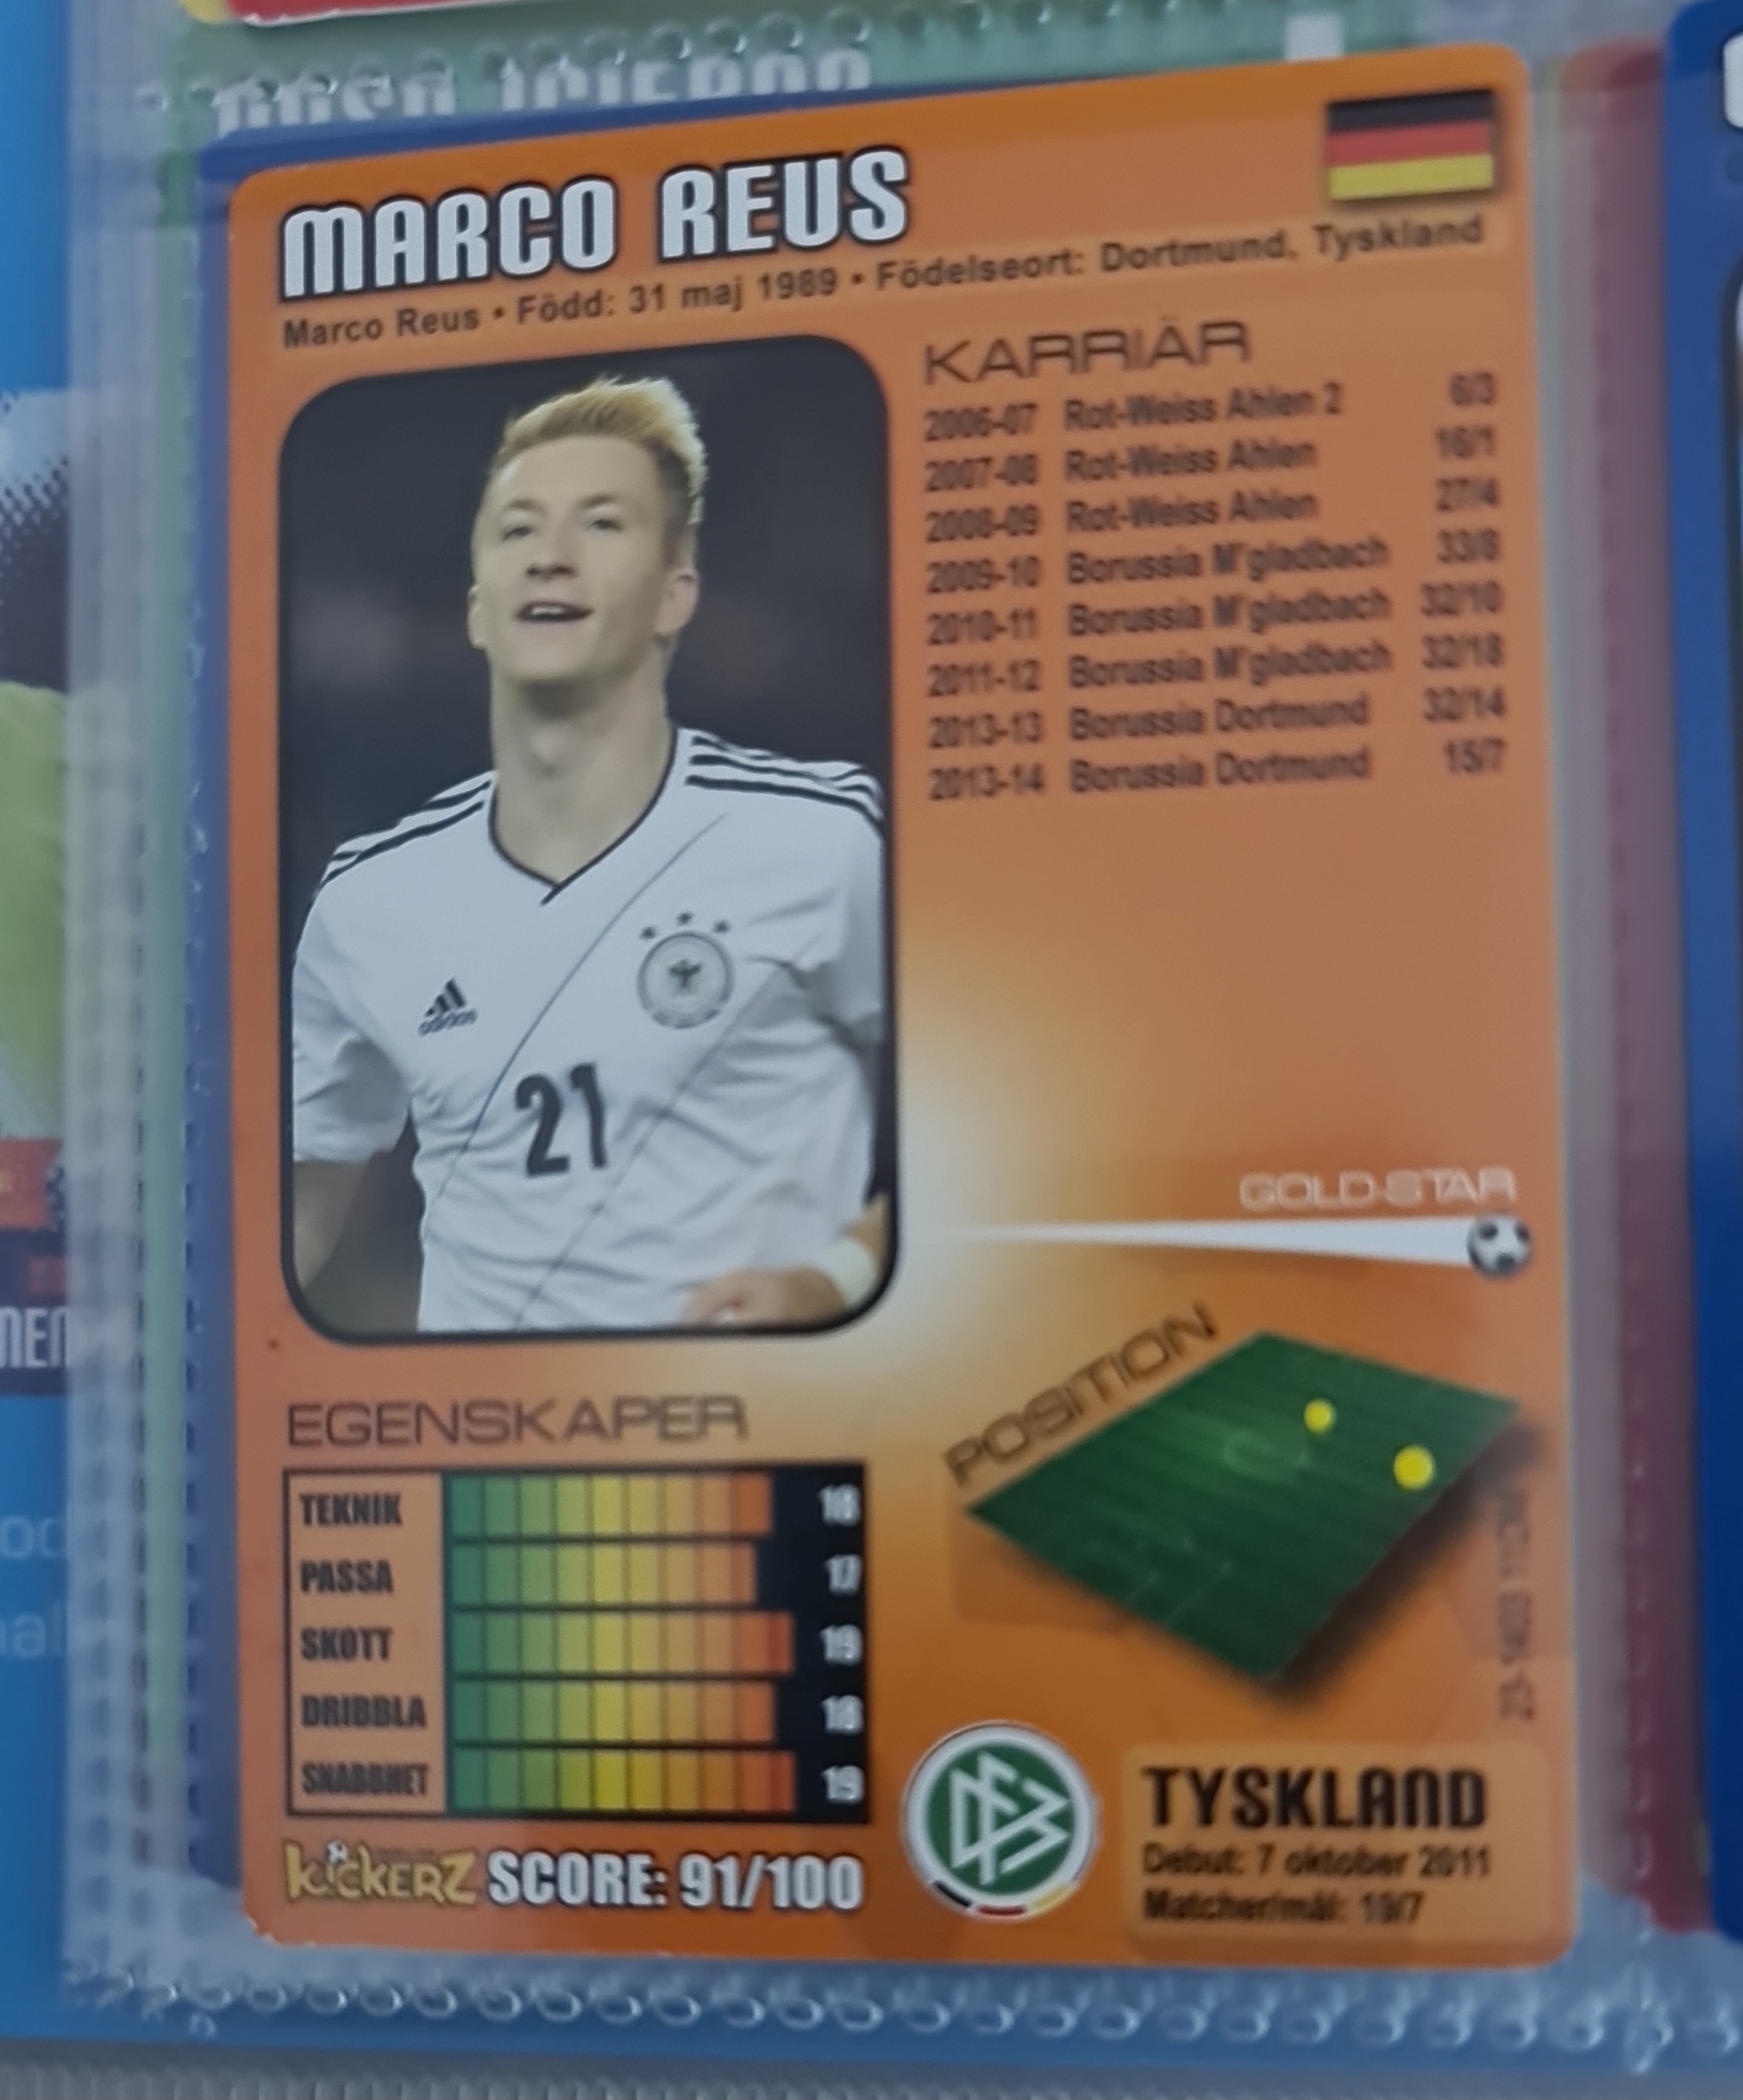 MARCO REUS
Marco Reus • Född: 31 maj 1989 • Födelseort: Dortmund, Tyskland
KARRIÄR
2006-07 Rot-Weiss Ahlen 2 6/3
2007-08 Rot-Weiss Ahlen 16/1
2008-09 Rot-Weiss Ahlen 27/4
2009-10 Borussia M'gladbach 33/8
2010-11 Borussia M'gladbach 32/10
2011-12 Borussia M'gladbach 32/18
2013-13 Borussia Dortmund 32/14
2013-14 Borussia Dortmund 15/7
adidas
21
GOLD-STAR
POSITION
EGENSKAPER
TEKNIK 18
PASSA 17
SKOTT 19
DRIBBLA 18
SNABBHET 19
KICKERZ SCORE: 91/100
DFB
TYSKLAND
Debut: 7 oktober 2011
Matcher/mål: 19/7